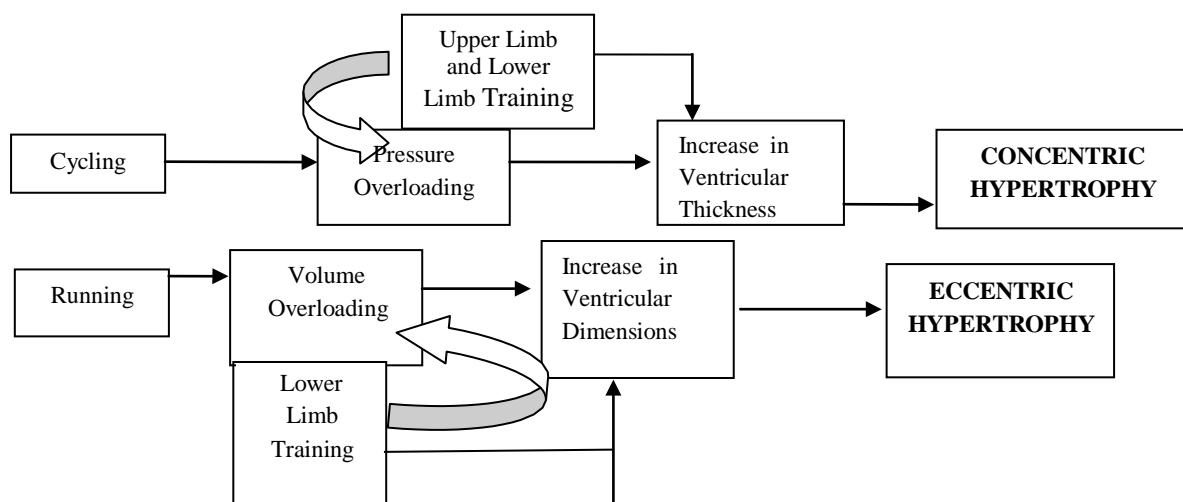 Upper Limb
and Lower
Limb Training
Cycling
Pressure
Overloading
Increase in
Ventricular
Thickness
CONCENTRIC
HYPERTROPHY
Running
Volume
Overloading
Increase in
Ventricular
Dimensions
ECCENTRIC
HYPERTROPHY
Lower
Limb
Training